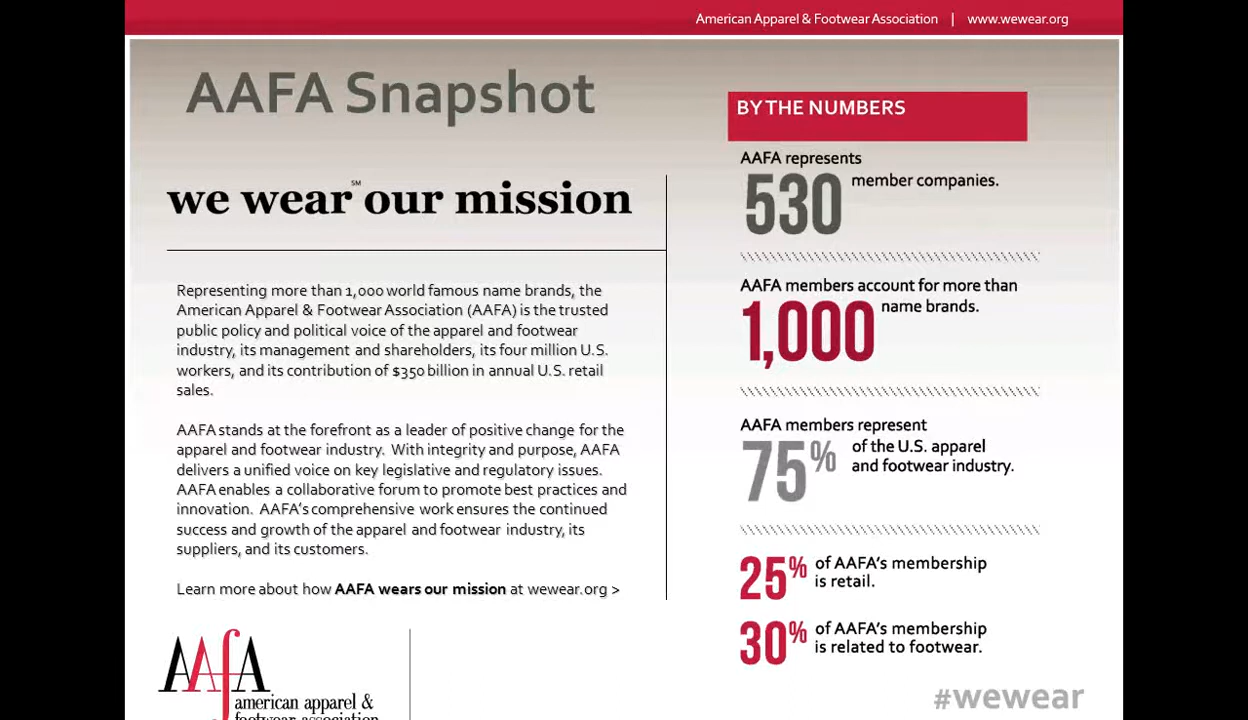 American Apparel & Footwear Association | www.wewear.org
AAFA Snapshot
we wear℠ our mission
Representing more than 1,000 world famous name brands, the
American Apparel & Footwear Association (AAFA) is the trusted
public policy and political voice of the apparel and footwear
industry, its management and shareholders, its four million U.S.
workers, and its contribution of $350 billion in annual U.S. retail
sales.
AAFA stands at the forefront as a leader of positive change for the
apparel and footwear industry. With integrity and purpose, AAFA
delivers a unified voice on key legislative and regulatory issues.
AAFA enables a collaborative forum to promote best practices and
innovation. AAFA's comprehensive work ensures the continued
success and growth of the apparel and footwear industry, its
suppliers, and its customers.
Learn more about how AAFA wears our mission at wewear.org >
AAfA
american apparel &
footwear association
BY THE NUMBERS
AAFA represents
530 member companies.
AAFA members account for more than
1,000 name brands.
AAFA members represent
75% of the U.S. apparel
and footwear industry.
25% of AAFA's membership
is retail.
30% of AAFA's membership
is related to footwear.
#wewear